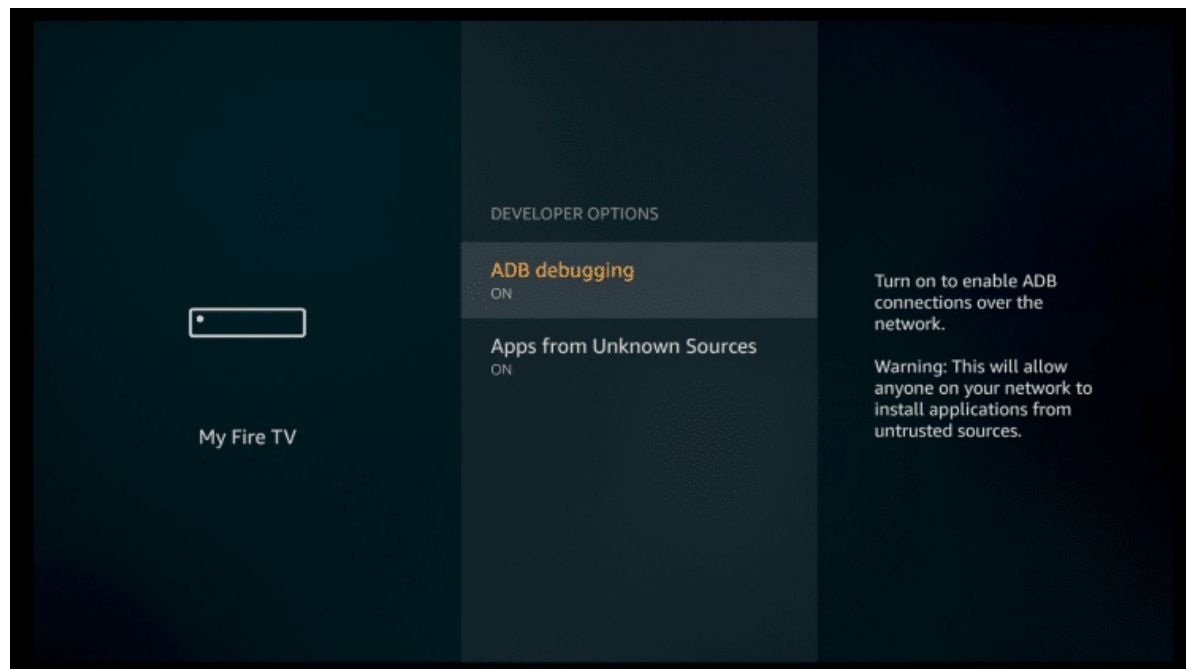 DEVELOPER OPTIONS
ADB debugging
ON
Apps from Unknown Sources
ON
My Fire TV
Turn on to enable ADB
connections over the
network.
Warning: This will allow
anyone on your network to
install applications from
untrusted sources.